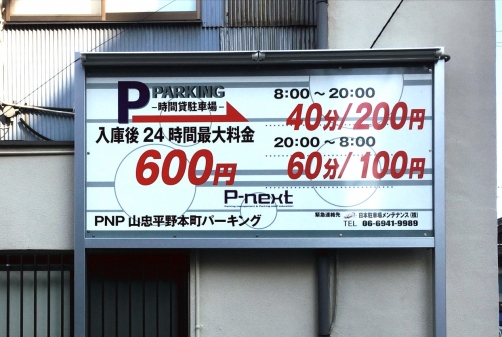 P PARKING
-時間貸駐車場-
入庫後24時間最大料金
600円
8:00〜20:00
40分/200円
20:00〜8:00
60分/100円
P-next
PNP 山忠平野本町パーキング
緊急連絡先 日本駐車場メンテナンス(株)
TEL 06-6941-9989